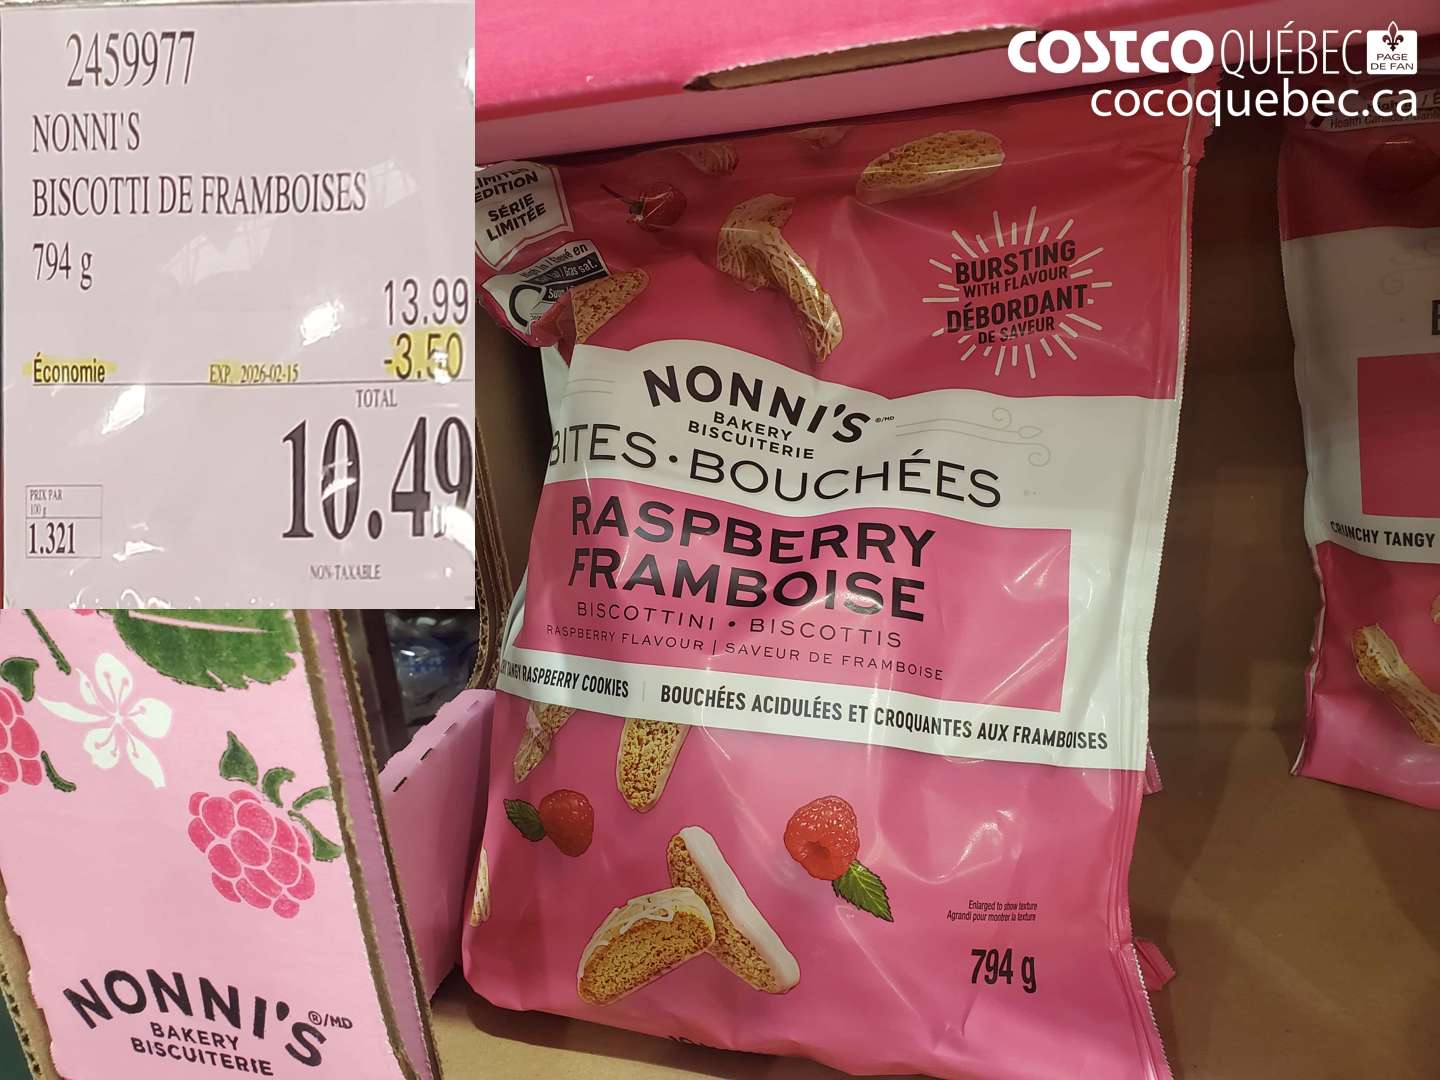 2459977
NONNI'S
BISCOTTI DE FRAMBOISES
794 g
13.99
Économie EXP. 2026-02-15 -3.50
TOTAL
10.49
PRIX PAR
100 g
1.321
NON-TAXABLE
COSTCO QUÉBEC PAGE DE FAN
cocoquebec.ca
LIMITED
EDITION
SÉRIE
LIMITÉE
BURSTING
WITH FLAVOUR
DÉBORDANT
DE SAVEUR
NONNI'S ®/MD
BAKERY
BISCUITERIE
BITES • BOUCHÉES
RASPBERRY
FRAMBOISE
BISCOTTINI • BISCOTTIS
RASPBERRY FLAVOUR | SAVEUR DE FRAMBOISE
TANGY RASPBERRY COOKIES | BOUCHÉES ACIDULÉES ET CROQUANTES AUX FRAMBOISES
Enlarged to show texture
Agrandi pour montrer la texture
794 g
CRUNCHY TANGY
NONNI'S ®/MD
BAKERY
BISCUITERIE